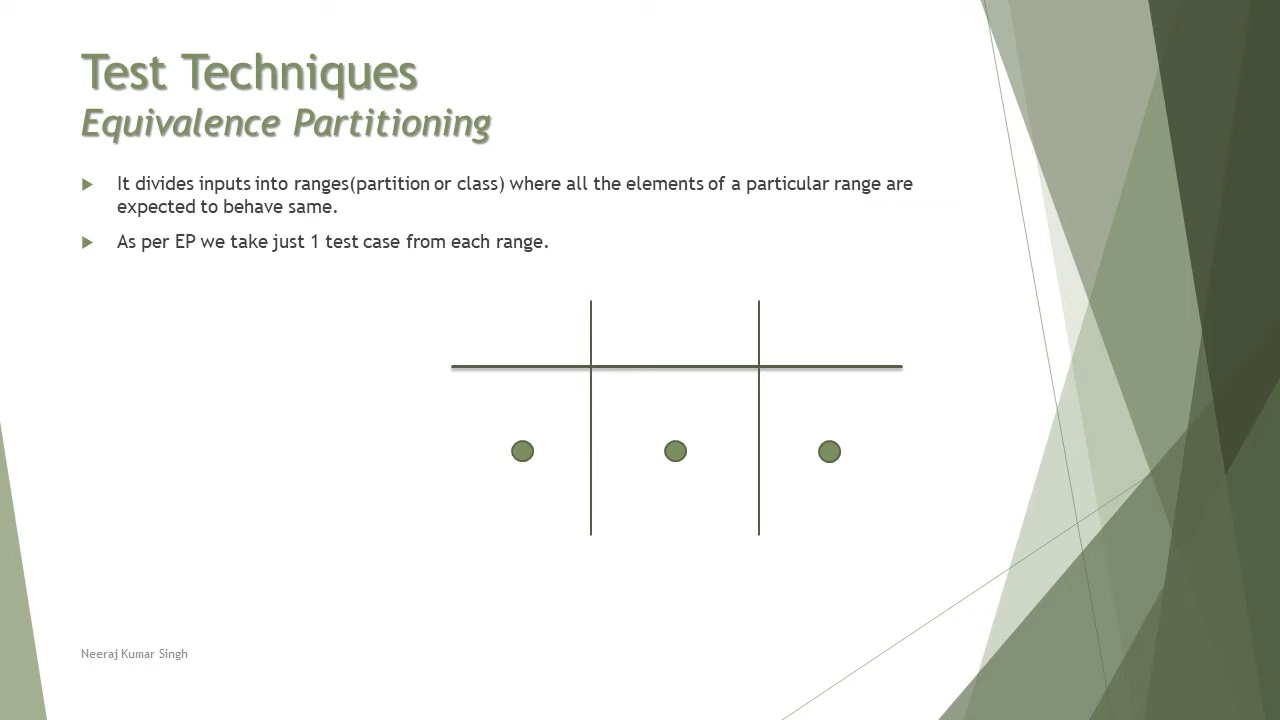 Test Techniques
Equivalence Partitioning
It divides inputs into ranges(partition or class) where all the elements of a particular range are
expected to behave same.
As per EP we take just 1 test case from each range.
Neeraj Kumar Singh